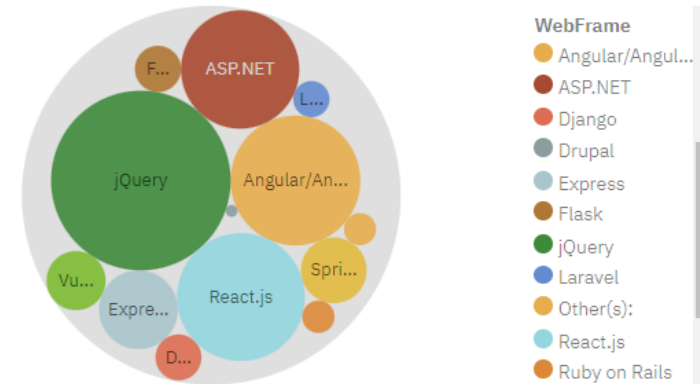 F...
ASP.NET
L...
jQuery
Angular/An...
Vu...
Expre...
React.js
Spri...
D...
WebFrame
Angular/Angul...
ASP.NET
Django
Drupal
Express
Flask
jQuery
Laravel
Other(s):
React.js
Ruby on Rails